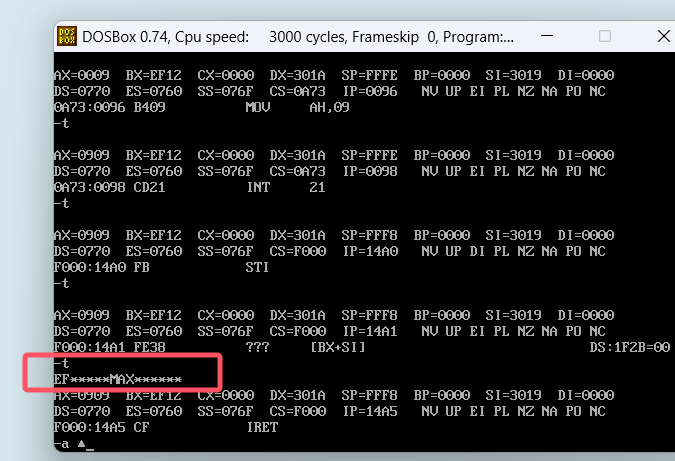 DOS
BOX
DOSBox 0.74, Cpu speed: 3000 cycles, Frameskip 0, Program:...
AX=0009 BX=EF12 CX=0000 DX=301A SP=FFFE BP=0000 SI=3019 DI=0000
DS=0770 ES=0760 SS=076F CS=0A73 IP=0096 NV UP EI PL NZ NA PO NC
0A73:0096 B409 MOV AH,09
-t
AX=0909 BX=EF12 CX=0000 DX=301A SP=FFFE BP=0000 SI=3019 DI=0000
DS=0770 ES=0760 SS=076F CS=0A73 IP=0098 NV UP EI PL NZ NA PO NC
0A73:0098 CD21 INT 21
-t
AX=0909 BX=EF12 CX=0000 DX=301A SP=FFF8 BP=0000 SI=3019 DI=0000
DS=0770 ES=0760 SS=076F CS=F000 IP=14A0 NV UP DI PL NZ NA PO NC
F000:14A0 FB STI
-t
AX=0909 BX=EF12 CX=0000 DX=301A SP=FFF8 BP=0000 SI=3019 DI=0000
DS=0770 ES=0760 SS=076F CS=F000 IP=14A1 NV UP EI PL NZ NA PO NC
F000:14A1 FE38 ??? [BX+SI] DS:1F2B=00
-t
EF*****MAX******
AX=0909 BX=EF12 CX=0000 DX=301A SP=FFF8 BP=0000 SI=3019 DI=0000
DS=0770 ES=0760 SS=076F CS=F000 IP=14A5 NV UP EI PL NZ NA PO NC
F000:14A5 CF IRET
-a ▲_